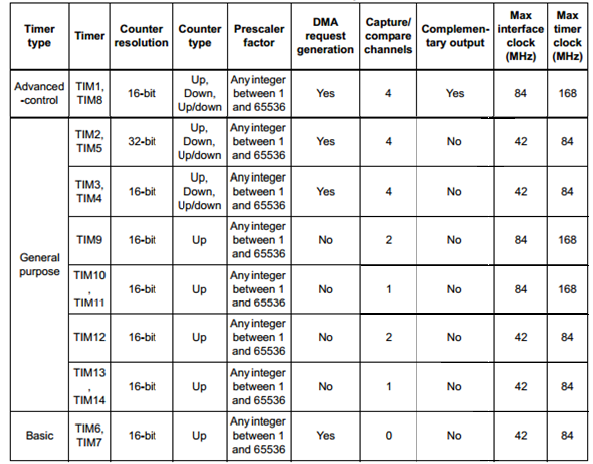 Timer type | Timer | Counter resolution | Counter type | Prescaler factor | DMA request generation | Capture/ compare channels | Complemen- tary output | Max interface clock (MHz) | Max timer clock (MHz)
Advanced -control | TIM1, TIM8 | 16-bit | Up, Down, Up/down | Any integer between 1 and 65536 | Yes | 4 | Yes | 84 | 168
General purpose | TIM2, TIM5 | 32-bit | Up, Down, Up/down | Any integer between 1 and 65536 | Yes | 4 | No | 42 | 84
TIM3, TIM4 | 16-bit | Up, Down, Up/down | Any integer between 1 and 65536 | Yes | 4 | No | 42 | 84
TIM9 | 16-bit | Up | Any integer between 1 and 65536 | No | 2 | No | 84 | 168
TIM10 , TIM11 | 16-bit | Up | Any integer between 1 and 65536 | No | 1 | No | 84 | 168
TIM12 | 16-bit | Up | Any integer between 1 and 65536 | No | 2 | No | 42 | 84
TIM13 , TIM14 | 16-bit | Up | Any integer between 1 and 65536 | No | 1 | No | 42 | 84
Basic | TIM6, TIM7 | 16-bit | Up | Any integer between 1 and 65536 | Yes | 0 | No | 42 | 84